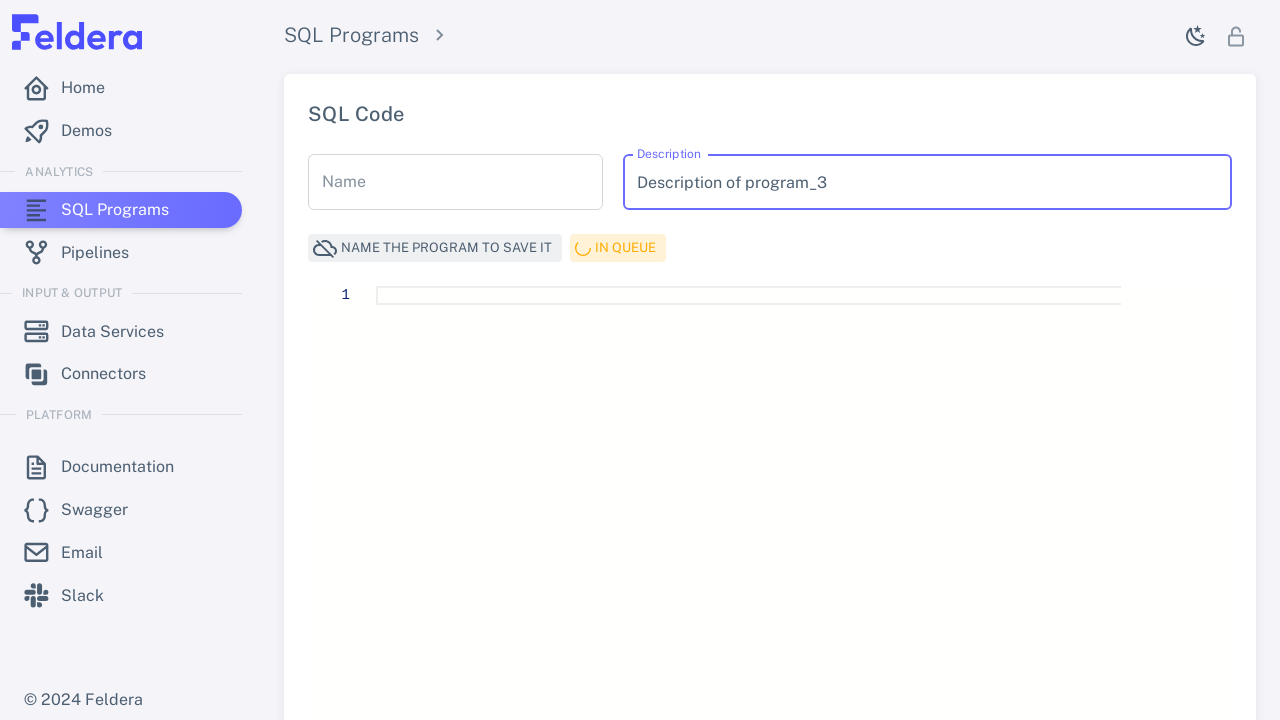 Feldera
Home
Demos
ANALYTICS
SQL Programs
Pipelines
INPUT & OUTPUT
Data Services
Connectors
PLATFORM
Documentation
Swagger
Email
Slack
© 2024 Feldera
SQL Programs
SQL Code
Name
Description
Description of program_3
NAME THE PROGRAM TO SAVE IT
IN QUEUE
1